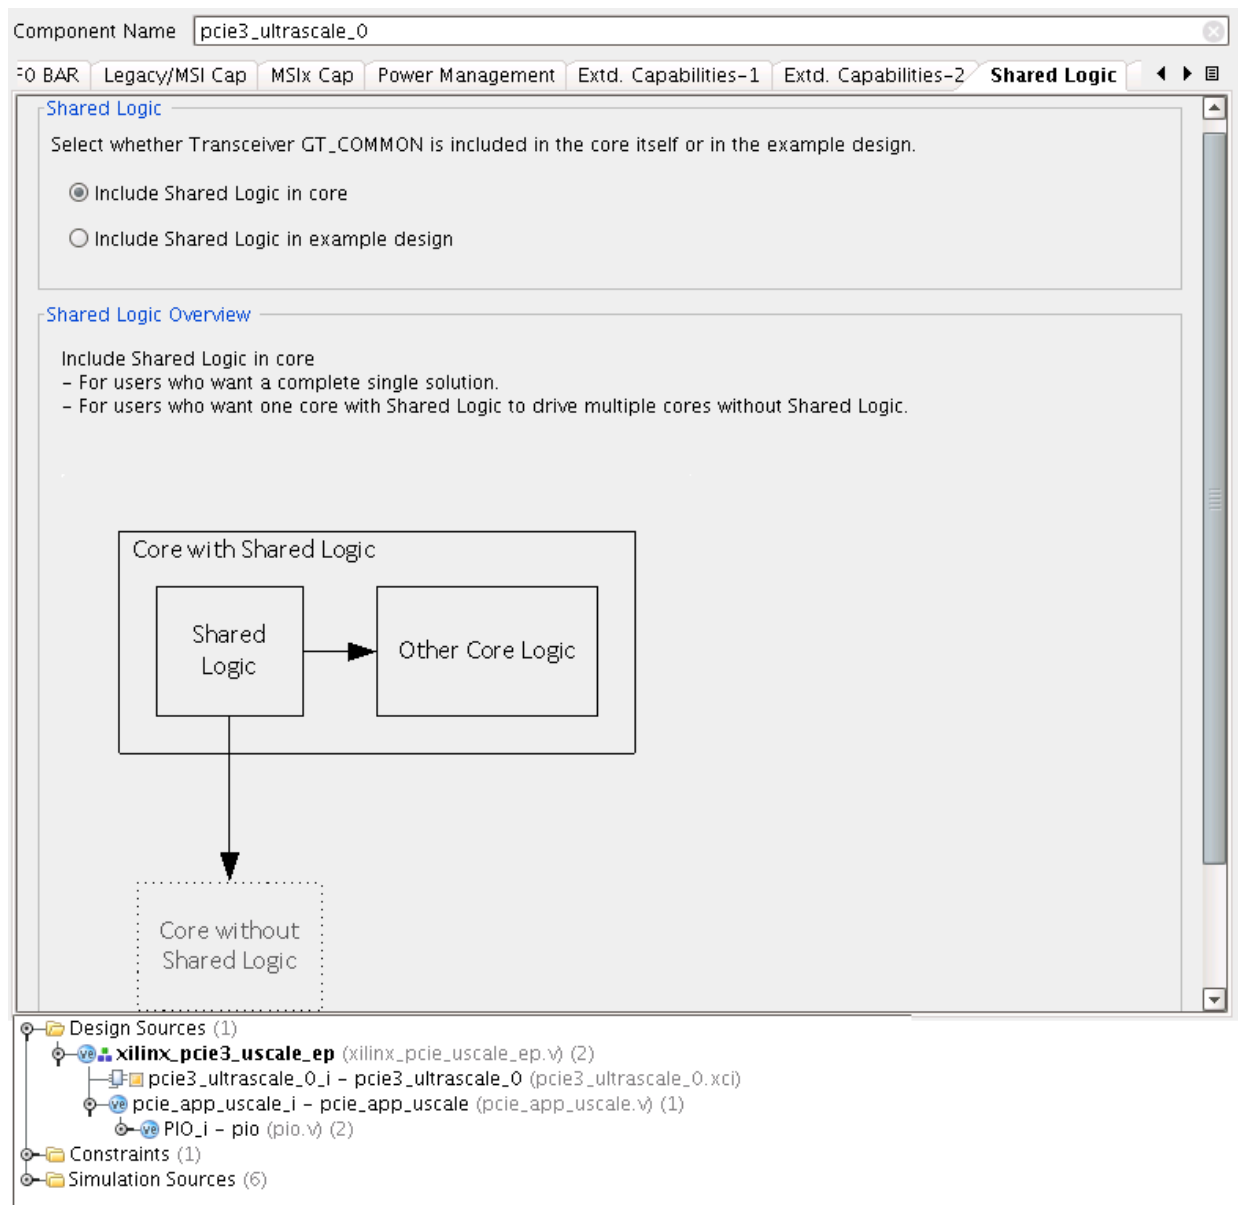 Component Name pcie3_ultrascale_0
F0 BAR Legacy/MSI Cap MSIx Cap Power Management Extd. Capabilities-1 Extd. Capabilities-2 Shared Logic
Shared Logic
Select whether Transceiver GT_COMMON is included in the core itself or in the example design.
Include Shared Logic in core
Include Shared Logic in example design
Shared Logic Overview
Include Shared Logic in core
- For users who want a complete single solution.
- For users who want one core with Shared Logic to drive multiple cores without Shared Logic.
Core with Shared Logic
Shared
Logic
Other Core Logic
Core without
Shared Logic
Design Sources (1)
xilinx_pcie3_uscale_ep (xilinx_pcie_uscale_ep.v) (2)
pcie3_ultrascale_0_i - pcie3_ultrascale_0 (pcie3_ultrascale_0.xci)
pcie_app_uscale_i - pcie_app_uscale (pcie_app_uscale.v) (1)
PIO_i - pio (pio.v) (2)
Constraints (1)
Simulation Sources (6)